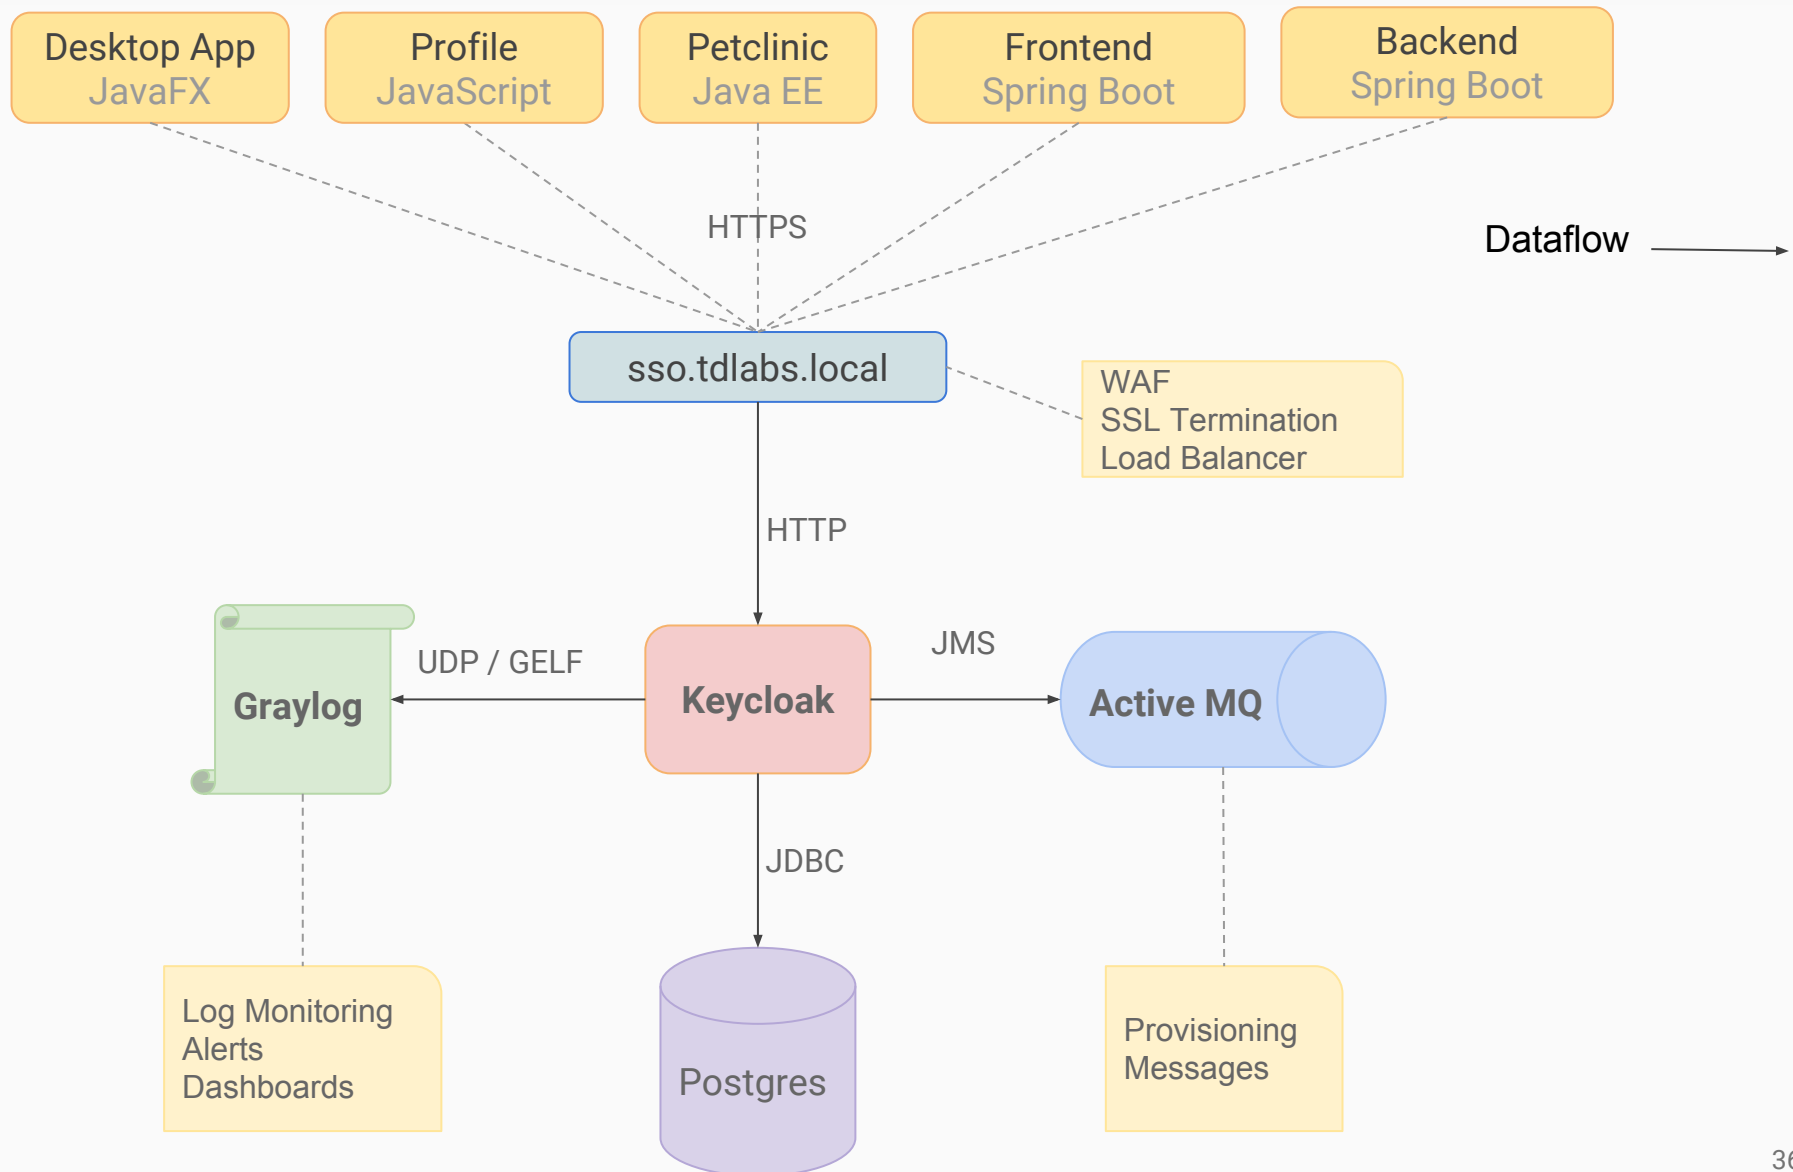 Desktop App
JavaFX
Profile
JavaScript
Petclinic
Java EE
Frontend
Spring Boot
Backend
Spring Boot
HTTPS
Dataflow
sso.tdlabs.local
WAF
SSL Termination
Load Balancer
HTTP
Graylog
UDP / GELF
Keycloak
JMS
Active MQ
JDBC
Log Monitoring
Alerts
Dashboards
Postgres
Provisioning
Messages
36